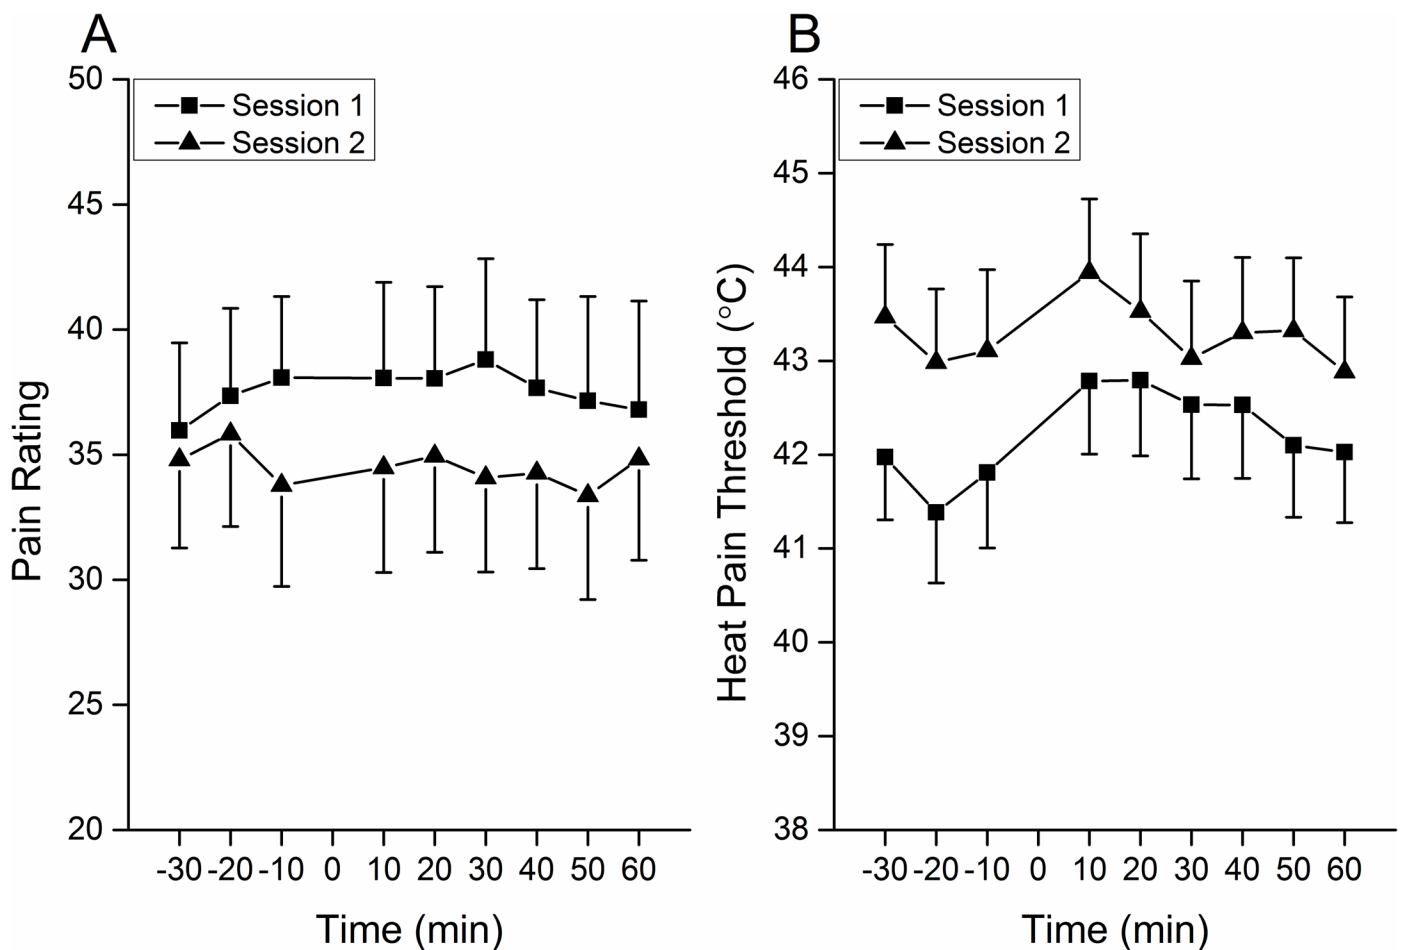 A
50
45
40
35
30
25
20
Pain Rating
Session 1
Session 2
-30 -20 -10 0 10 20 30 40 50 60
Time (min)
B
46
45
44
43
42
41
40
39
38
Heat Pain Threshold (°C)
Session 1
Session 2
-30 -20 -10 0 10 20 30 40 50 60
Time (min)